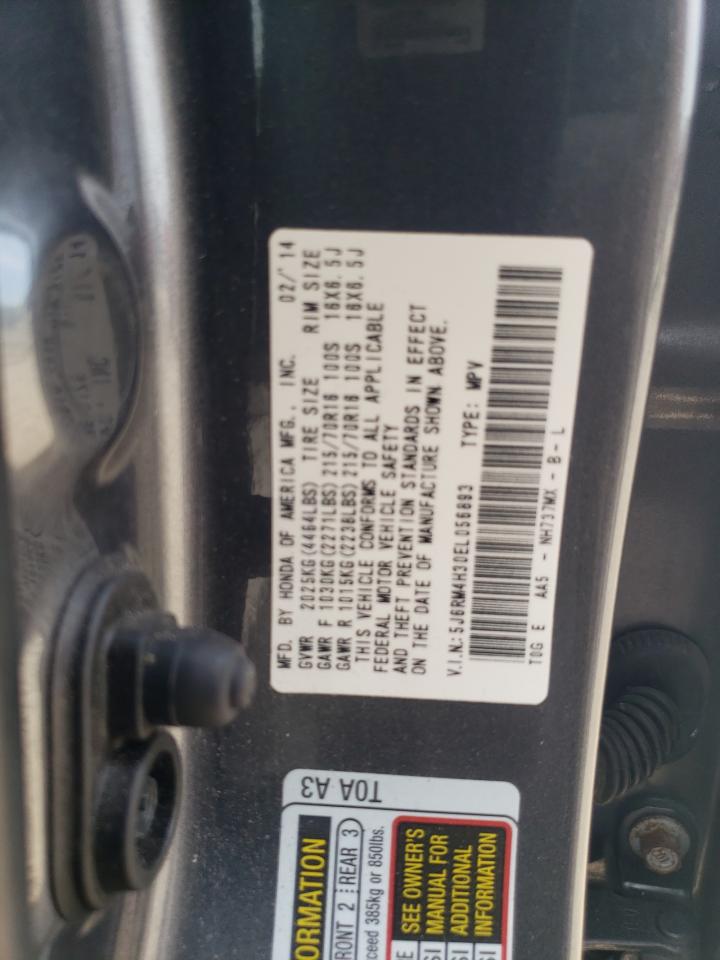 MFD. BY HONDA OF AMERICA MFG., INC. 02/'14
GVWR 2025KG(4464LBS) TIRE SIZE RIM SIZE
GAWR F 1030KG(2271LBS) 215/70R16 100S 16X6.5J
GAWR R 1015KG(2238LBS) 215/70R16 100S 16X6.5J
THIS VEHICLE CONFORMS TO ALL APPLICABLE
FEDERAL MOTOR VEHICLE SAFETY
AND THEFT PREVENTION STANDARDS IN EFFECT
ON THE DATE OF MANUFACTURE SHOWN ABOVE.
V.I.N.: 5J6RM4H30EL056893 TYPE: MPV
T0G E AA5 - NH737MX - B - L
T0A A3
ORMATION
RONT 2 REAR 3
ceed 385kg or 850lbs.
SEE OWNER'S
MANUAL FOR
ADDITIONAL
INFORMATION